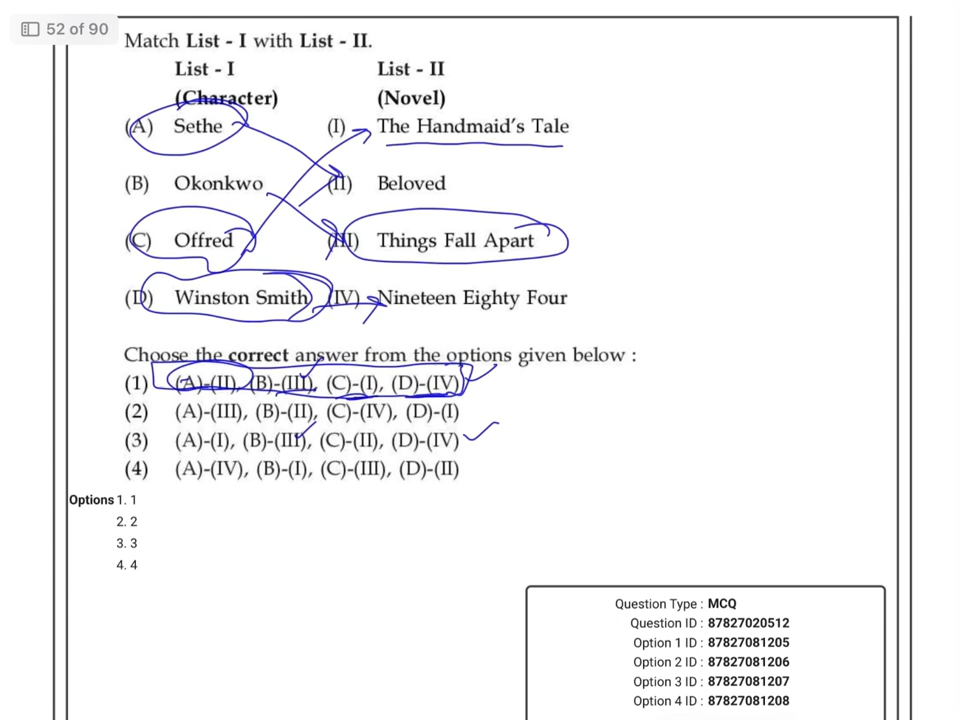 52 of 90
Match List - I with List - II.
List - I List - II
(Character) (Novel)
(A) Sethe (I) The Handmaid's Tale
(B) Okonkwo (II) Beloved
(C) Offred (III) Things Fall Apart
(D) Winston Smith (IV) Nineteen Eighty Four
Choose the correct answer from the options given below :
(1) (A)-(II), (B)-(III), (C)-(I), (D)-(IV)
(2) (A)-(III), (B)-(II), (C)-(IV), (D)-(I)
(3) (A)-(I), (B)-(III), (C)-(II), (D)-(IV)
(4) (A)-(IV), (B)-(I), (C)-(III), (D)-(II)
Options 1. 1
2. 2
3. 3
4. 4
Question Type : MCQ
Question ID : 87827020512
Option 1 ID : 87827081205
Option 2 ID : 87827081206
Option 3 ID : 87827081207
Option 4 ID : 87827081208